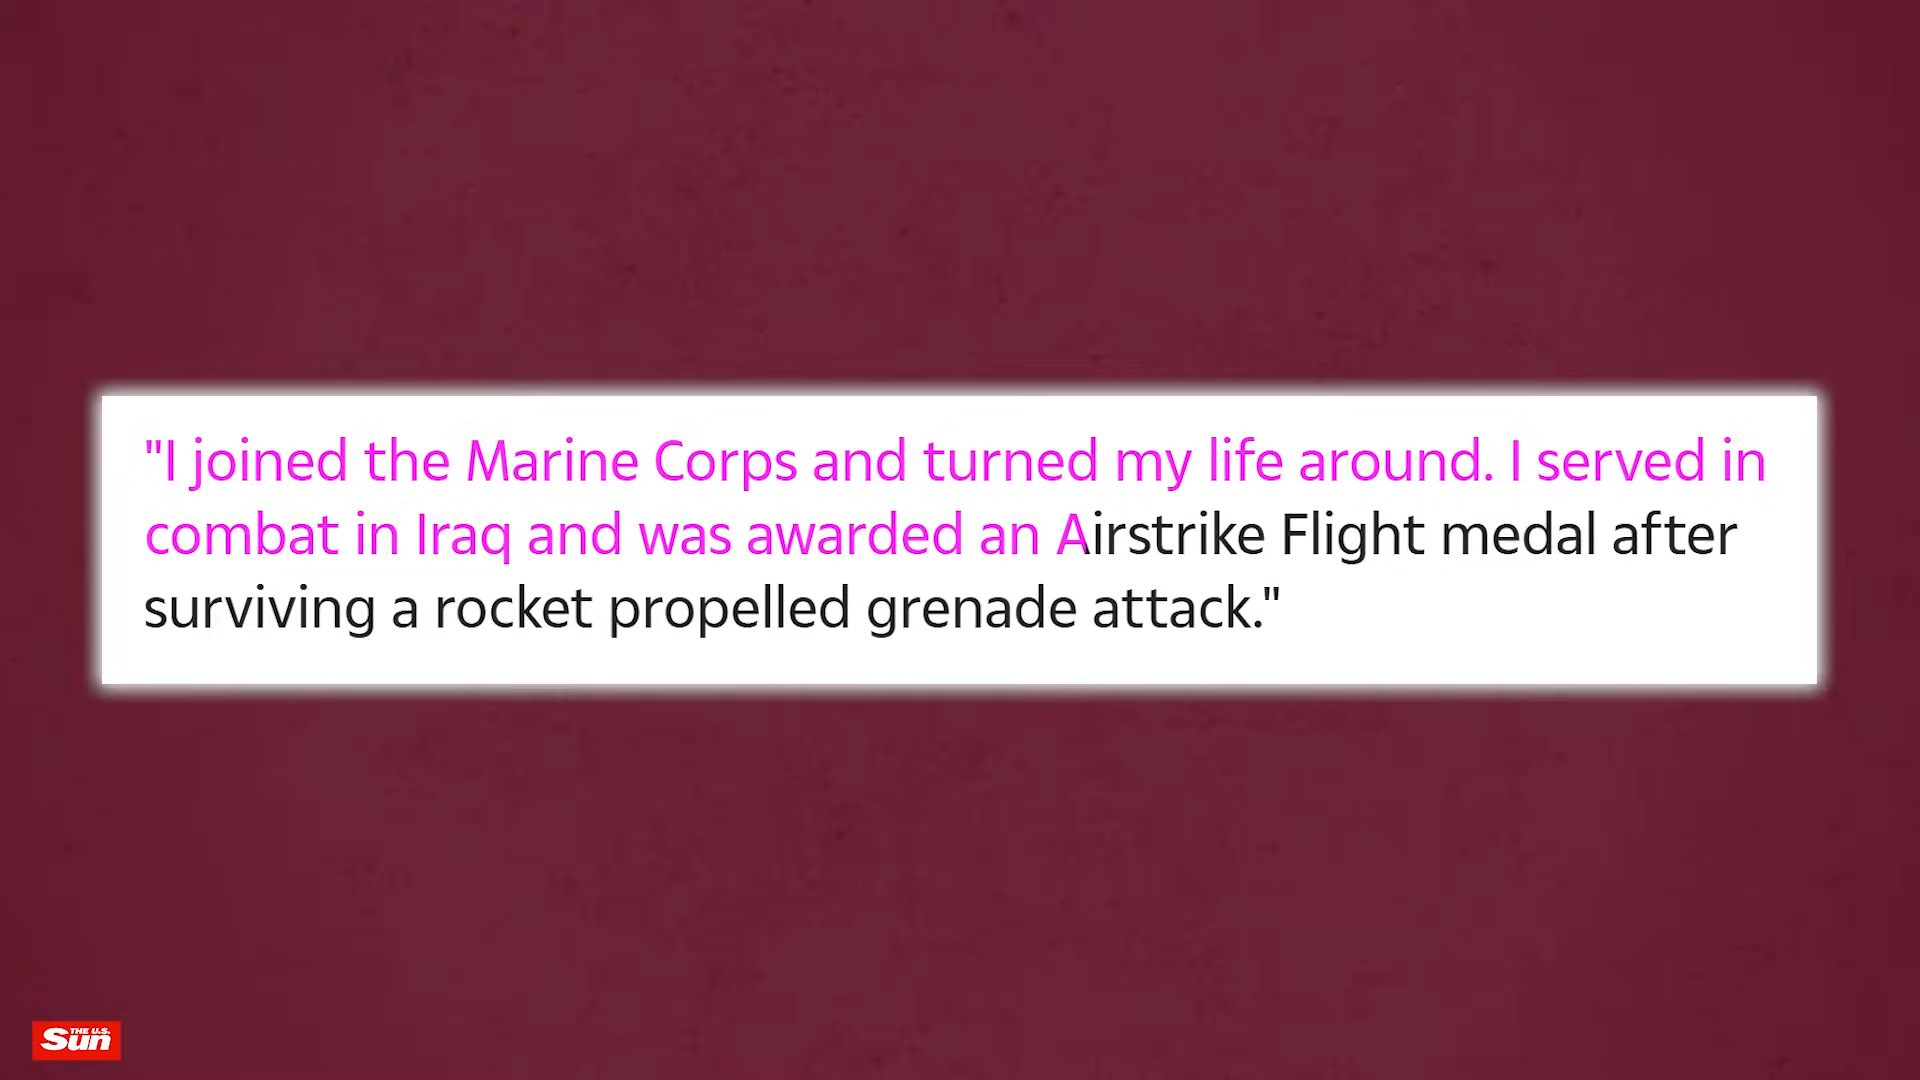 "I joined the Marine Corps and turned my life around. I served in
combat in Iraq and was awarded an Airstrike Flight medal after
surviving a rocket propelled grenade attack."
THE U.S.
Sun